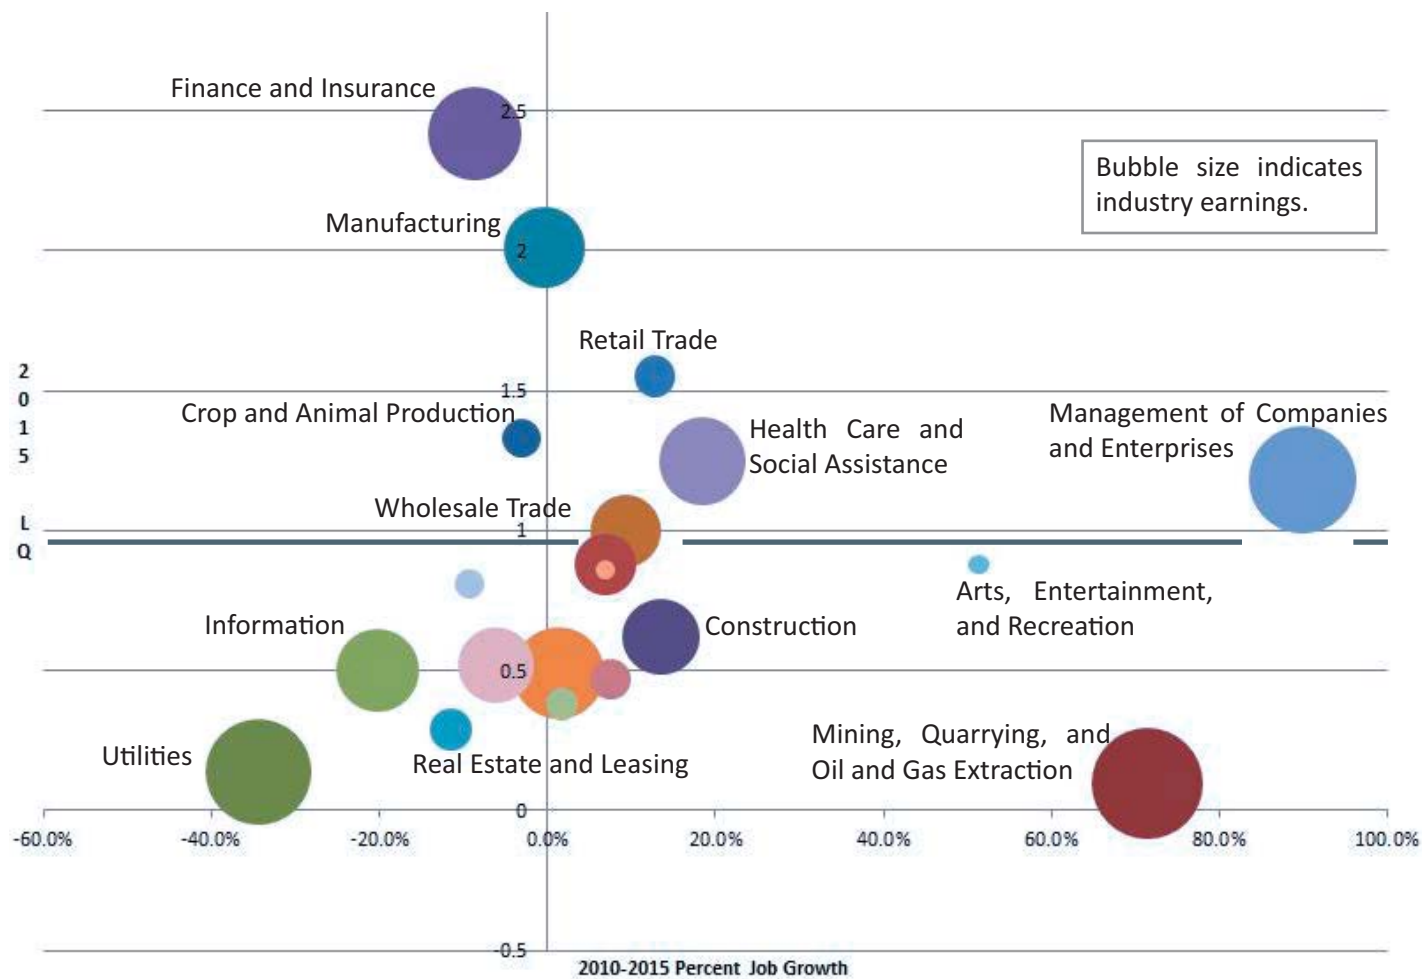 Finance and Insurance
2.5
Bubble size indicates
industry earnings.
Manufacturing
2
Retail Trade
2
0
1
5
L
Q
1.5
Crop and Animal Production
Management of Companies
and Enterprises
Health Care and
Social Assistance
Wholesale Trade
1
Arts, Entertainment,
and Recreation
Information
Construction
0.5
Mining, Quarrying, and
Oil and Gas Extraction
Utilities
Real Estate and Leasing
0
-60.0% -40.0% -20.0% 0.0% 20.0% 40.0% 60.0% 80.0% 100.0%
-0.5
2010-2015 Percent Job Growth